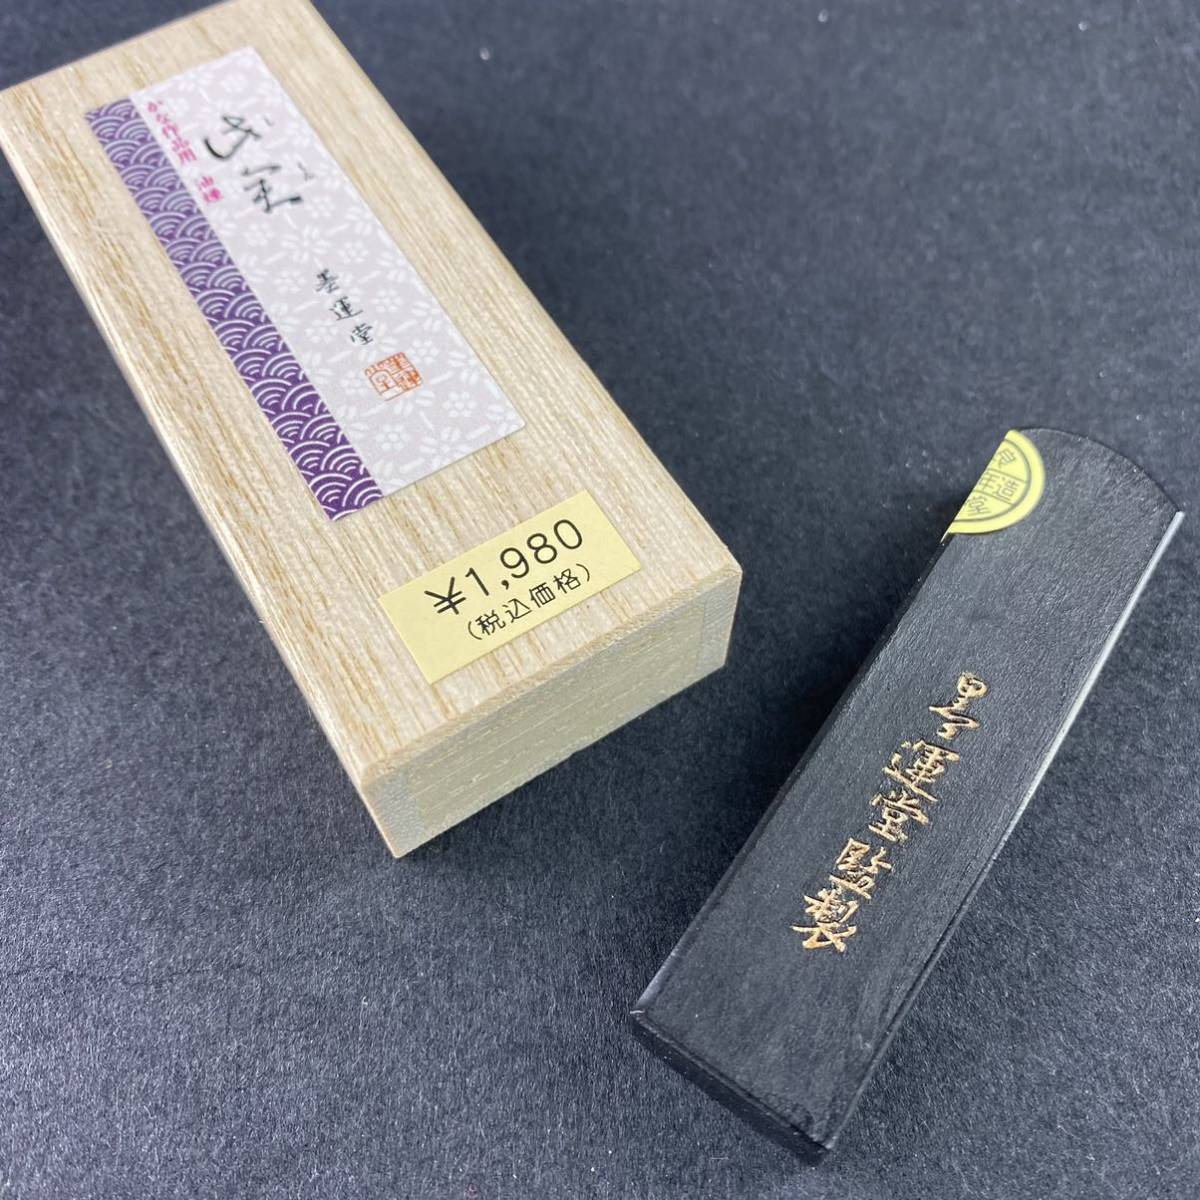 かな作品用 油煙
墨運堂
¥1,980
(税込価格)
墨運堂監製